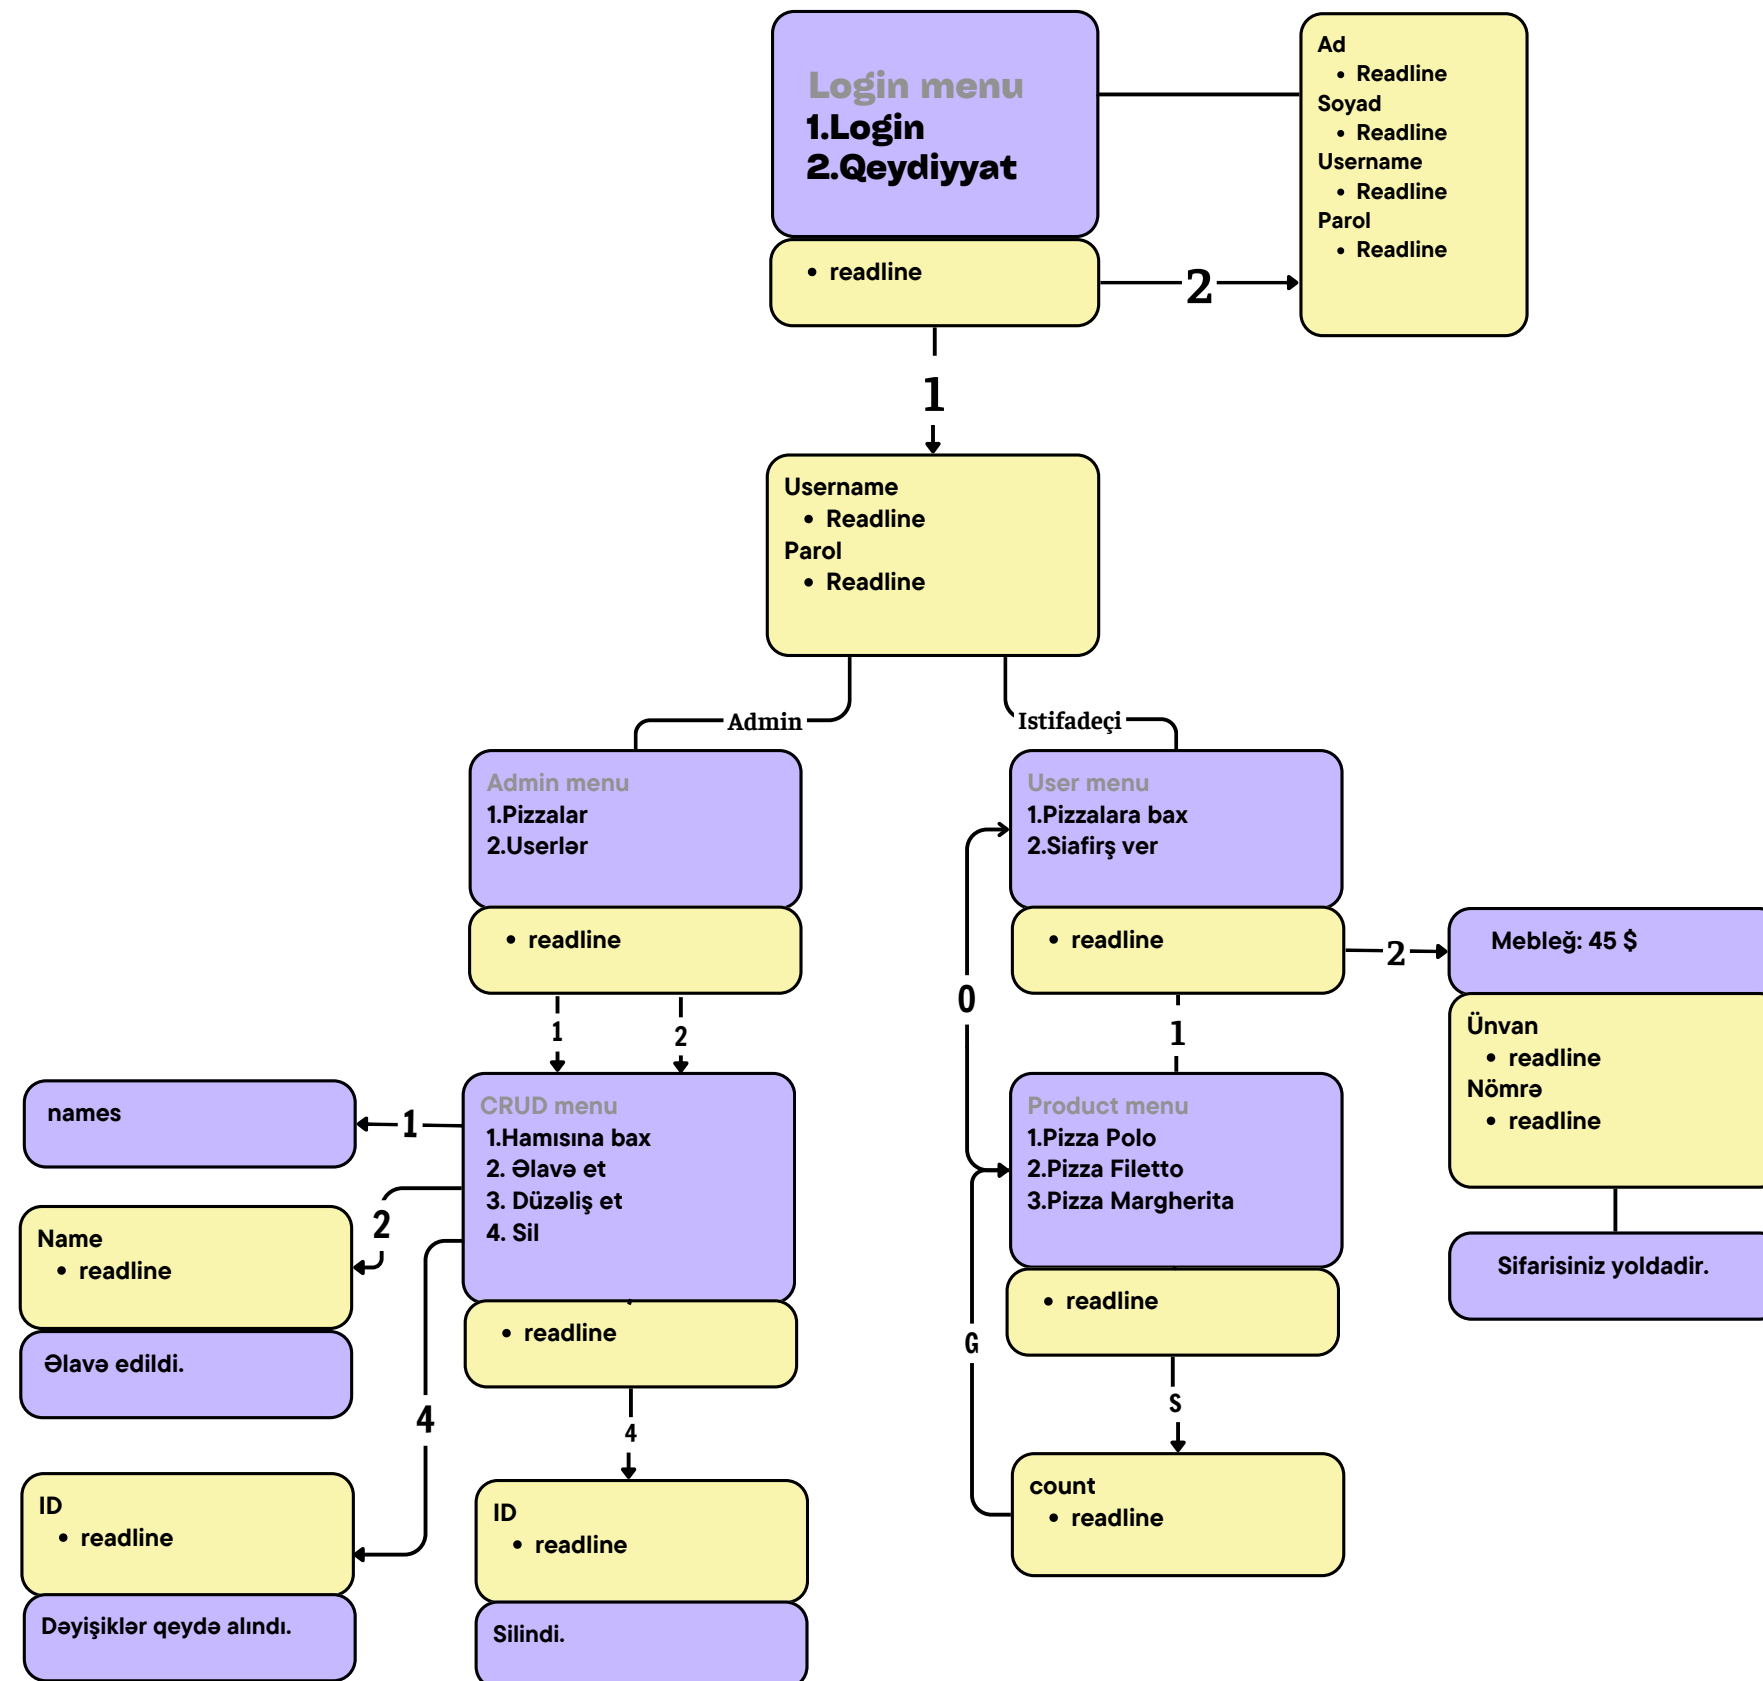 Login menu
1.Login
2.Qeydiyyat
• readline
2
Ad
• Readline
Soyad
• Readline
Username
• Readline
Parol
• Readline
1
Username
• Readline
Parol
• Readline
Admin
Istifadeçi
Admin menu
1.Pizzalar
2.Userlər
• readline
1
2
CRUD menu
1.Hamısına bax
2. Əlavə et
3. Düzəliş et
4. Sil
• readline
1
names
2
Name
• readline
Əlavə edildi.
4
ID
• readline
Dəyişiklər qeydə alındı.
4
ID
• readline
Silindi.
User menu
1.Pizzalara bax
2.Siafirş ver
• readline
0
1
Product menu
1.Pizza Polo
2.Pizza Filetto
3.Pizza Margherita
• readline
G
S
count
• readline
2
Mebleğ: 45 $
Ünvan
• readline
Nömrə
• readline
Sifarisiniz yoldadir.